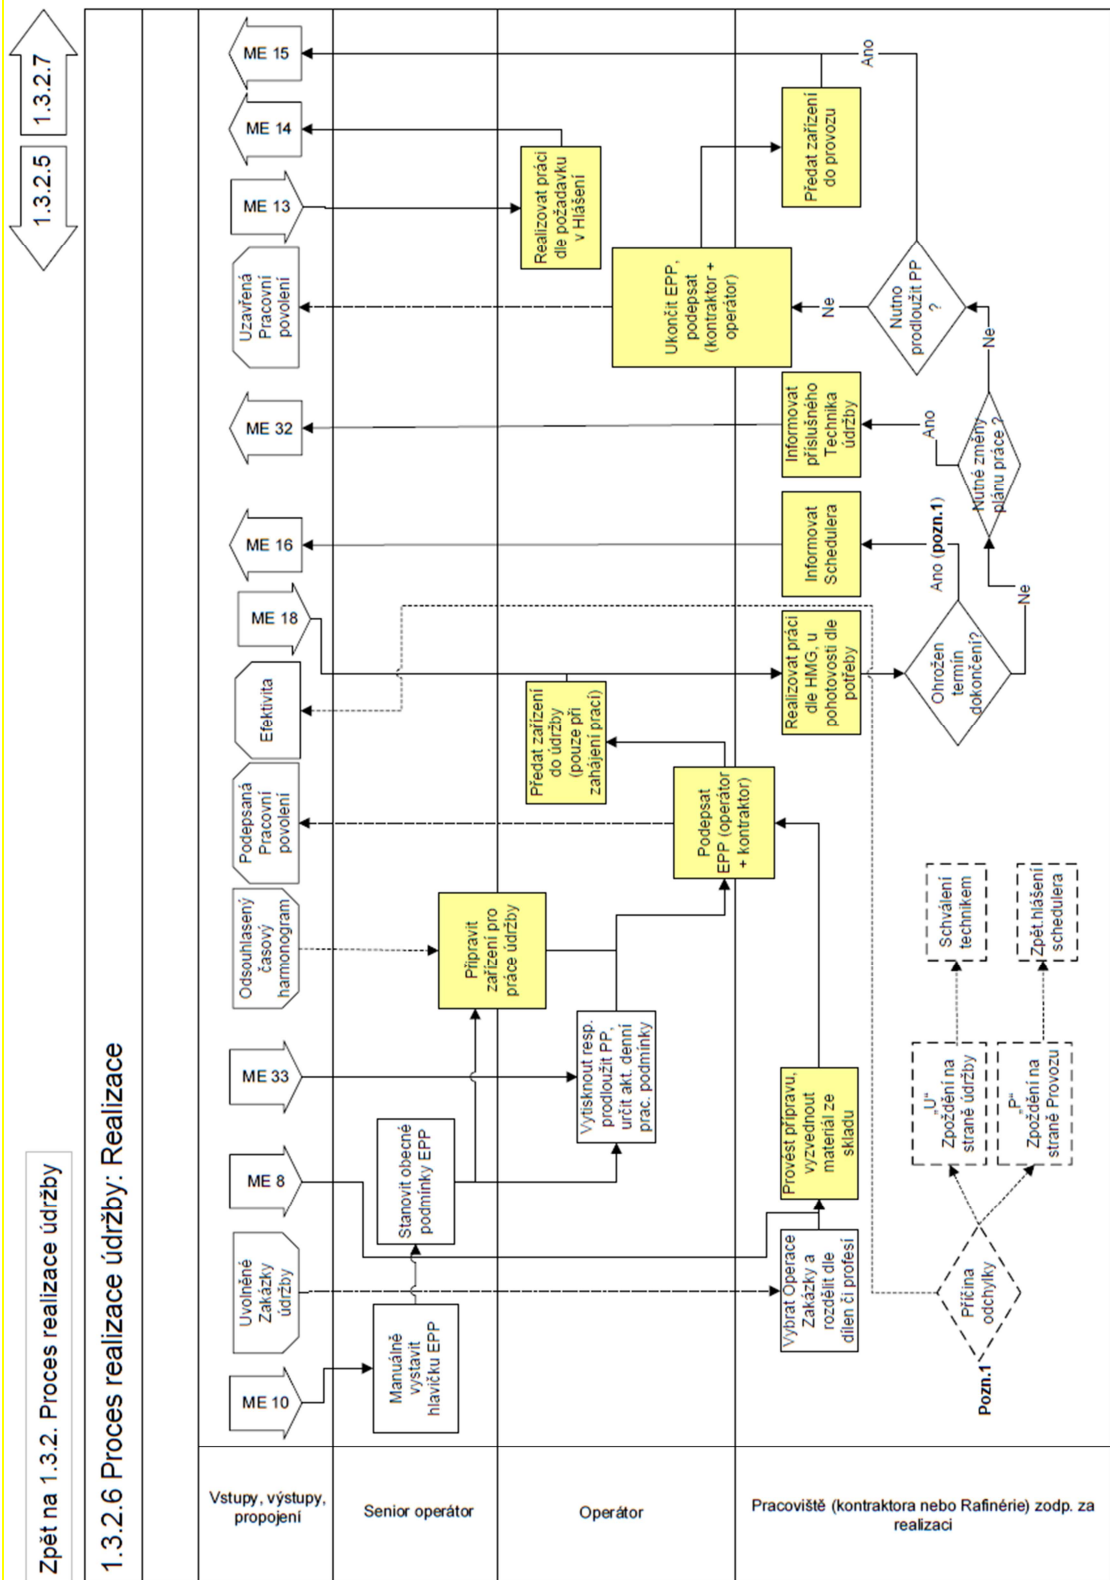 Zpět na 1.3.2. Proces realizace údržby
1.3.2.5
1.3.2.7
1.3.2.6 Proces realizace údržby: Realizace
Vstupy, výstupy,
propojení
ME 10
Uvolněné
Zakázky
údržby
ME 8
ME 33
Odsouhlasený
časový
harmonogram
Podepsaná
Pracovní
povolení
Efektivita
ME 18
ME 16
ME 32
Uzavřená
Pracovní
povolení
ME 13
ME 14
ME 15
Senior operátor
Manuálně
vystavit
hlavičku EPP
Stanovit obecné
podmínky EPP
Připravit
zařízení pro
práce údržby
Operátor
Vytisknout resp.
prodloužit PP,
určit akt. denní
prac. podmínky
Předat zařízení
do údržby
(pouze při
zahájení prací)
Podepsat
EPP (operátor
+ kontraktor)
Realizovat práci
dle požadavku
v Hlášení
Ukončit EPP,
podepsat
(kontraktor +
operátor)
Pracoviště (kontraktora nebo Rafinérie) zodp. za
realizaci
Vybrat Operace
Zakázky a
rozdělit dle
dílen či profesí
Provést přípravu,
vyzvednout
materiál ze
skladu
Realizovat práci
dle HMG, u
pohotovosti dle
potřeby
Informovat
Schedulera
Informovat
příslušného
Technika
údržby
Předat zařízení
do provozu
Ohrožen
termín
dokončení?
Ano (pozn.1)
Ne
Nutné změny
plánu práce ?
Ano
Ne
Nutno
prodloužit PP
?
Ne
Ano
Pozn.1
Příčina
odchylky
„U“
Zpoždění na
straně údržby
„P“
Zpoždění na
straně Provozu
Schválení
technikem
Zpět.hlášení
schedulera